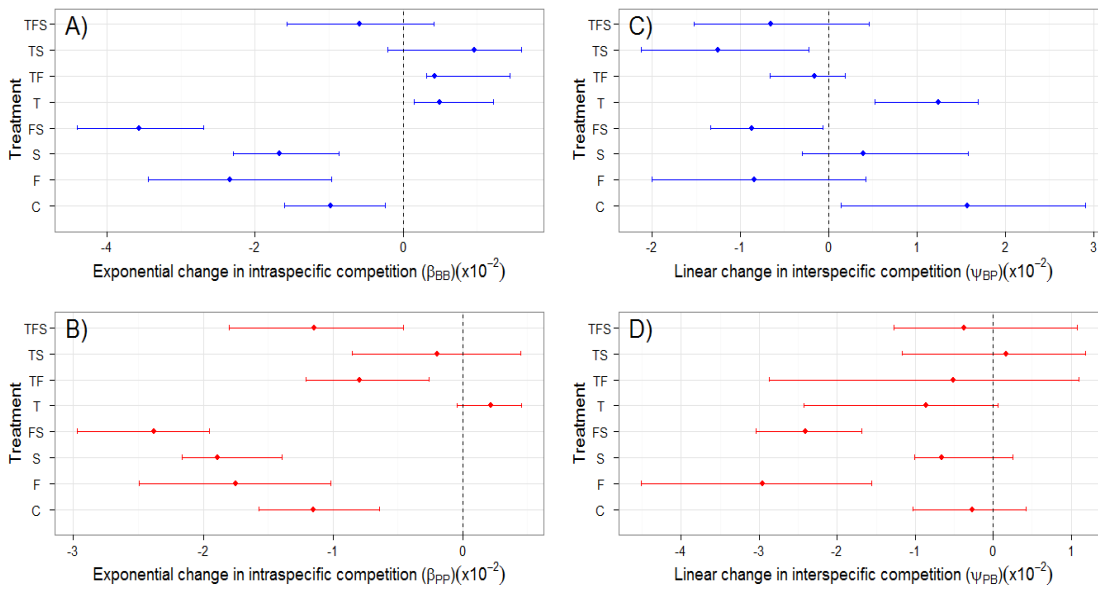 A)
Treatment
TFS
TS
TF
T
FS
S
F
C
-4
-2
0
Exponential change in intraspecific competition (βBB)(x10−2)
C)
Treatment
TFS
TS
TF
T
FS
S
F
C
-2
-1
0
1
2
3
Linear change in interspecific competition (ψBP)(x10−2)
B)
Treatment
TFS
TS
TF
T
FS
S
F
C
-3
-2
-1
0
Exponential change in intraspecific competition (βPP)(x10−2)
D)
Treatment
TFS
TS
TF
T
FS
S
F
C
-4
-3
-2
-1
0
1
Linear change in interspecific competition (ψPB)(x10−2)